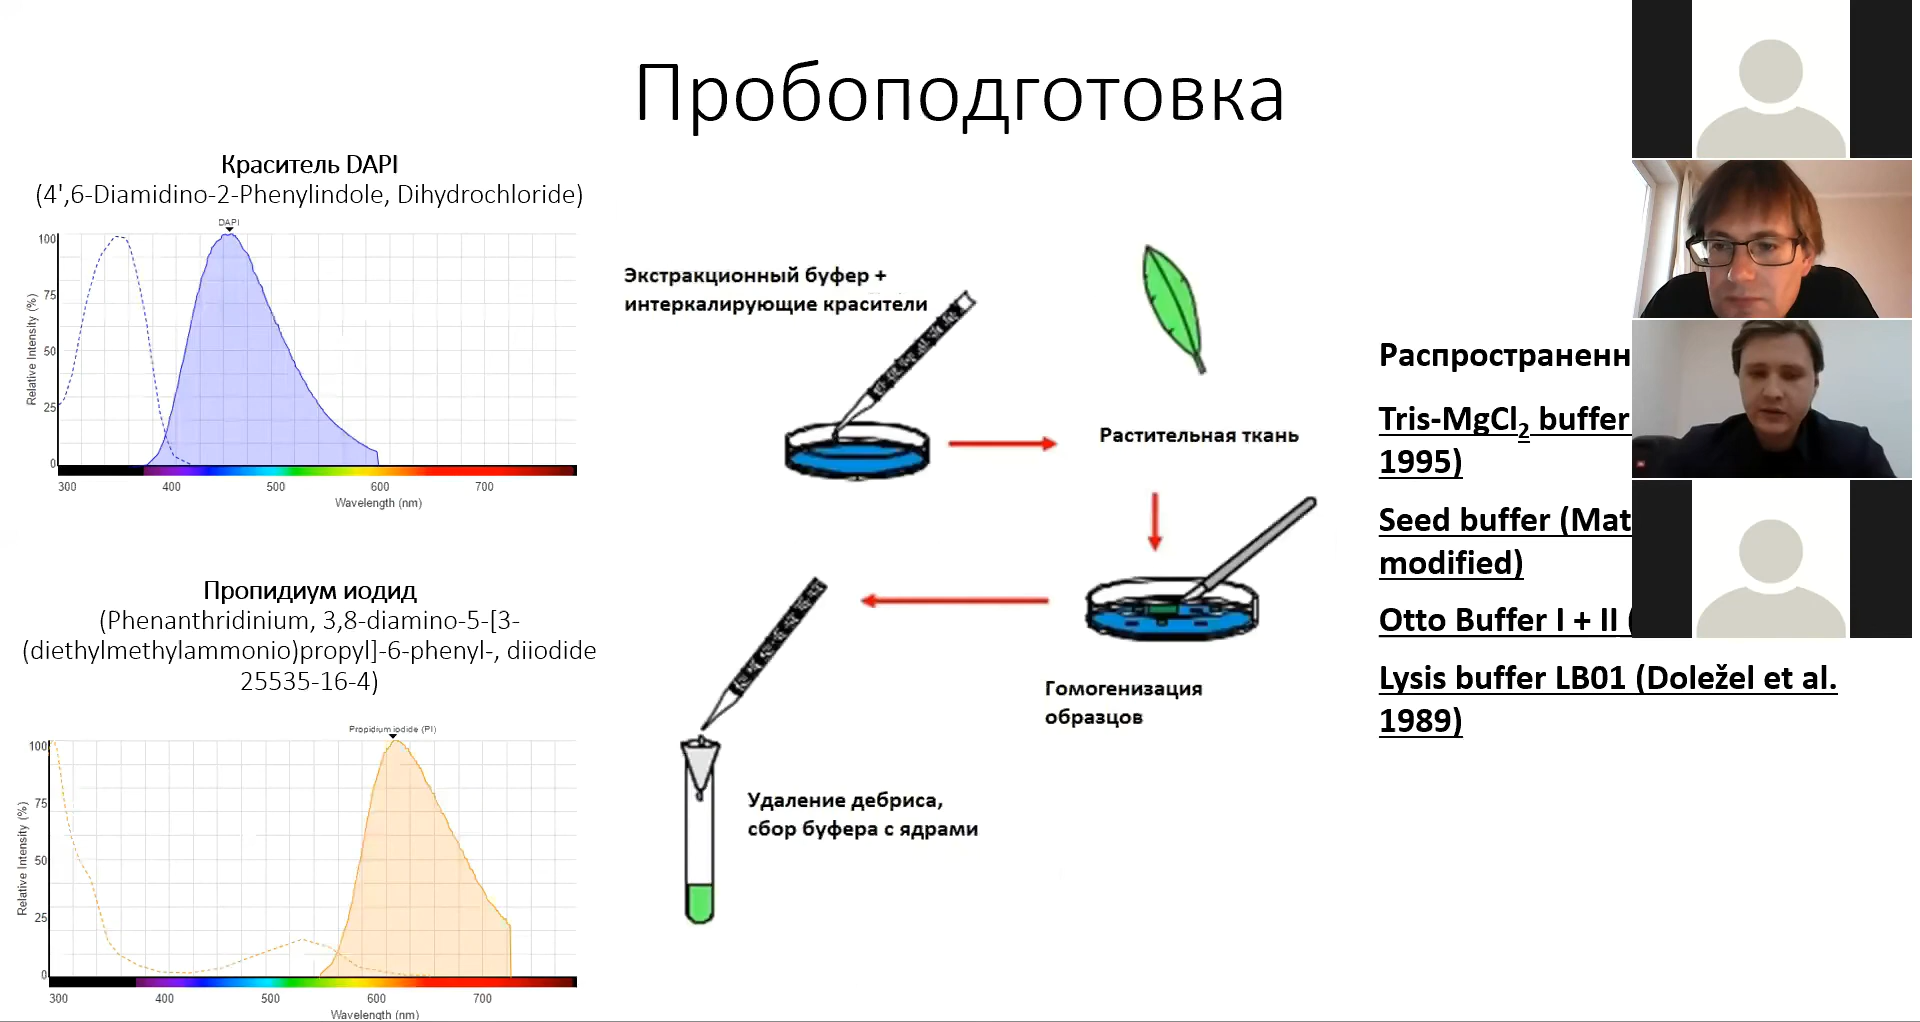 Пробоподготовка
Краситель DAPI
(4',6-Diamidino-2-Phenylindole, Dihydrochloride)
DAPI
100
75
50
25
0
Relative Intensity (%)
300 400 500 600 700
Wavelength (nm)
Пропидиум иодид
(Phenanthridinium, 3,8-diamino-5-[3-
(diethylmethylammonio)propyl]-6-phenyl-, diiodide
25535-16-4)
Propidium iodide (PI)
100
75
50
25
0
Relative Intensity (%)
300 400 500 600 700
Wavelength (nm)
Экстракционный буфер +
интеркалирующие красители
Растительная ткань
Гомогенизация
образцов
Удаление дебриса,
сбор буфера с ядрами
Распространенн
Tris-MgCl2 buffer
1995)
Seed buffer (Mat
modified)
Otto Buffer I + II (
Lysis buffer LB01 (Doležel et al.
1989)